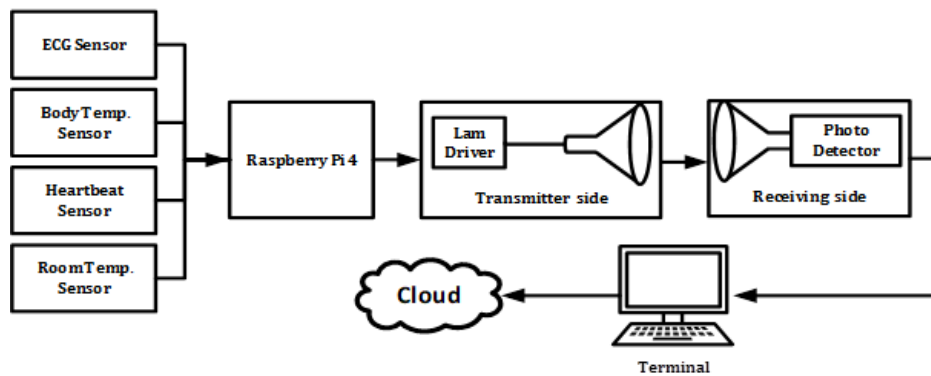 ECG Sensor
Body Temp.
Sensor
Heartbeat
Sensor
Room Temp.
Sensor
Raspberry Pi 4
Lam
Driver
Transmitter side
Photo
Detector
Receiving side
Cloud
Terminal